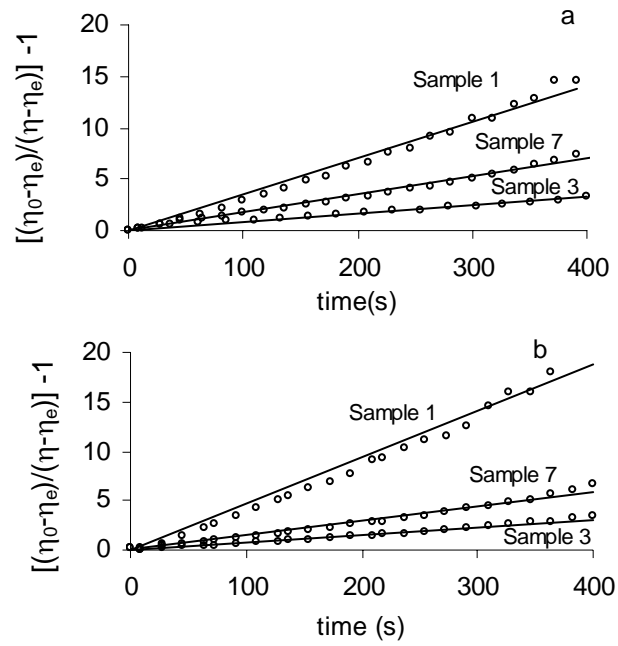 a
20
15
10
5
0
[(η₀-ηₑ)/(η-ηₑ)] -1
Sample 1
Sample 7
Sample 3
0 100 200 300 400
time(s)
b
20
15
10
5
0
[(η₀-ηₑ)/(η-ηₑ)] -1
Sample 1
Sample 7
Sample 3
0 100 200 300 400
time (s)